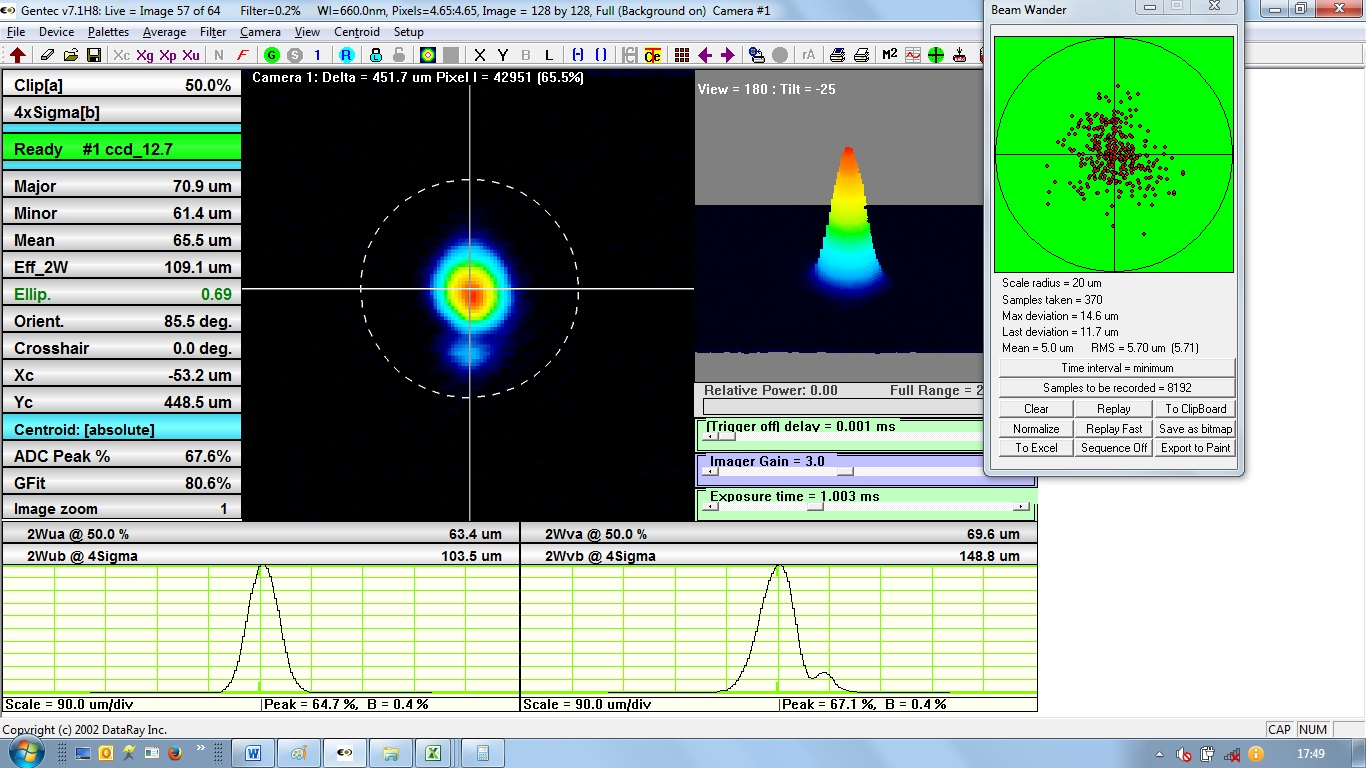 Gentec v7.1H8: Live = Image 57 of 64 Filter=0.2% Wl=660.0nm, Pixels=4.65:4.65, Image = 128 by 128, Full (Background on) Camera #1
File Device Palettes Average Filter Camera View Centroid Setup
Xc Xg Xp Xu N F G S 1 R X Y B L rA M2
Clip[a] 50.0%
4xSigma[b]
Ready #1 ccd_12.7
Major 70.9 um
Minor 61.4 um
Mean 65.5 um
Eff_2W 109.1 um
Ellip. 0.69
Orient. 85.5 deg.
Crosshair 0.0 deg.
Xc -53.2 um
Yc 448.5 um
Centroid: [absolute]
ADC Peak % 67.6%
GFit 80.6%
Image zoom 1
Camera 1: Delta = 451.7 um Pixel I = 42951 (65.5%)
View = 180 : Tilt = -25
Relative Power: 0.00 Full Range = 2
(Trigger off) delay = 0.001 ms
Imager Gain = 3.0
Exposure time = 1.003 ms
2Wua @ 50.0 % 63.4 um
2Wub @ 4Sigma 103.5 um
2Wva @ 50.0 % 69.6 um
2Wvb @ 4Sigma 148.8 um
Scale = 90.0 um/div Peak = 64.7 %, B = 0.4 %
Scale = 90.0 um/div Peak = 67.1 %, B = 0.4 %
Beam Wander
Scale radius = 20 um
Samples taken = 370
Max deviation = 14.6 um
Last deviation = 11.7 um
Mean = 5.0 um RMS = 5.70 um (5.71)
Time interval = minimum
Samples to be recorded = 8192
Clear Replay To ClipBoard
Normalize Replay Fast Save as bitmap
To Excel Sequence Off Export to Paint
Copyright (c) 2002 DataRay Inc.
CAP NUM
17:49